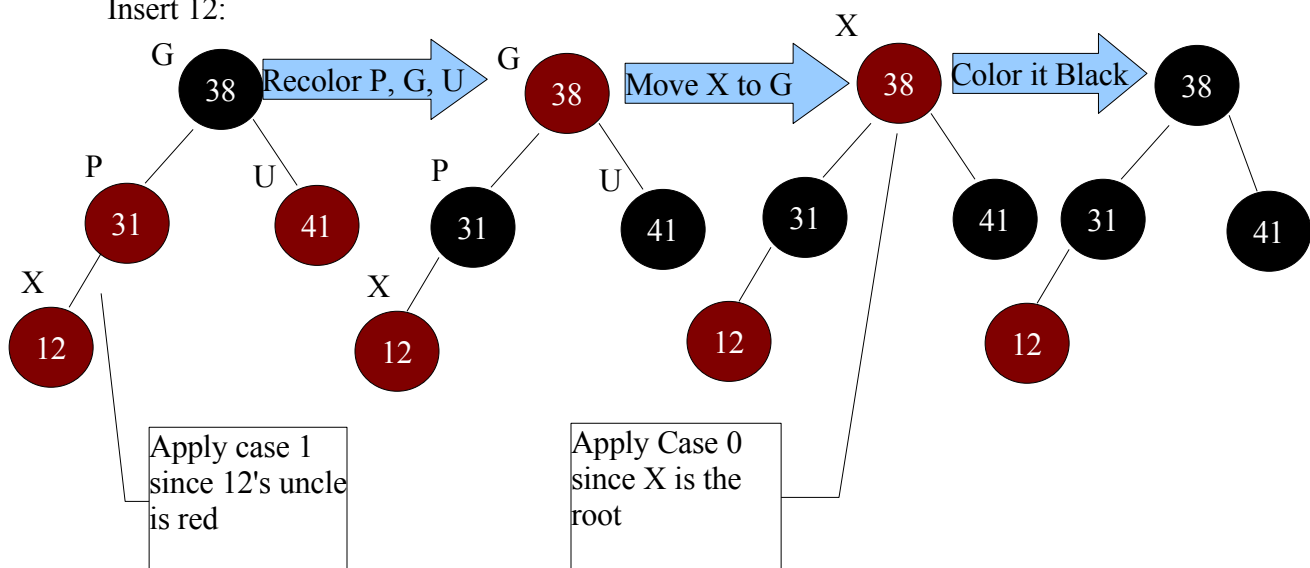 Insert 12:
G
38
Recolor P, G, U
P
31
U
41
X
12
G
38
Move X to G
P
31
U
41
X
12
X
38
Color it Black
31
41
12
38
31
41
12
Apply case 1
since 12's uncle
is red
Apply Case 0
since X is the
root